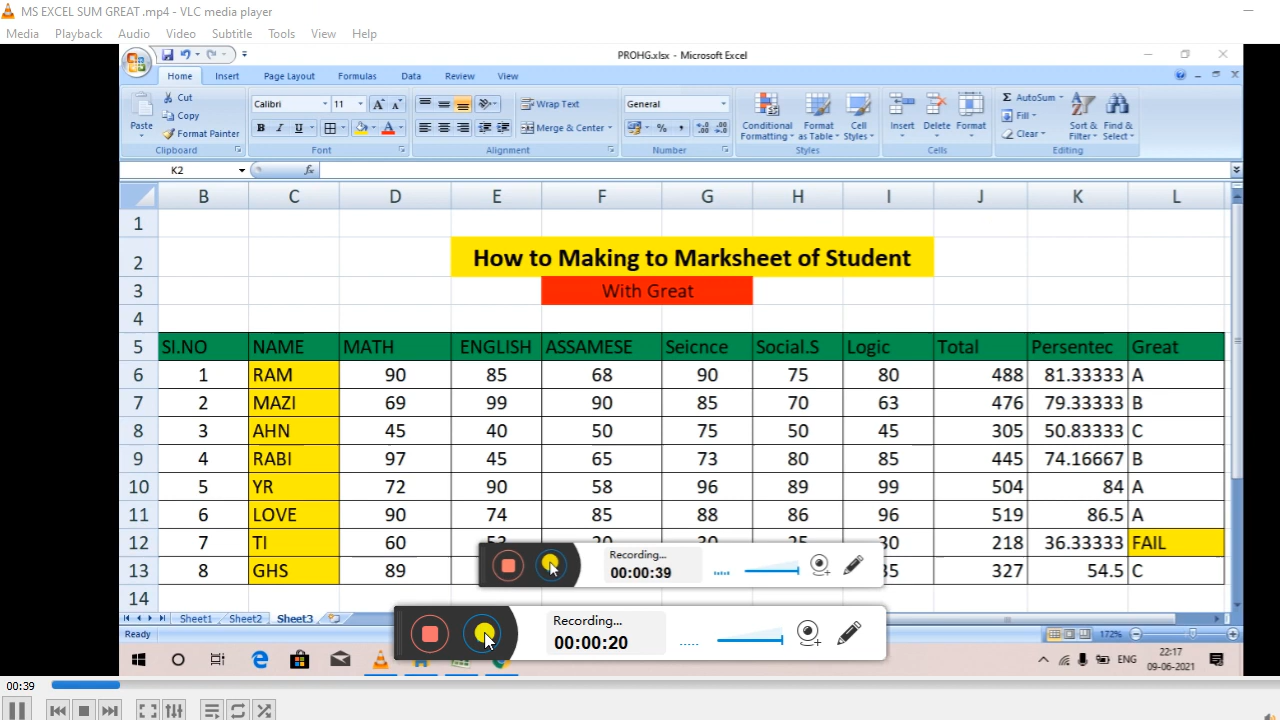 MS EXCEL SUM GREAT .mp4 - VLC media player
Media Playback Audio Video Subtitle Tools View Help
PROHG.xlsx - Microsoft Excel
Home Insert Page Layout Formulas Data Review View
Paste Cut Copy Format Painter Clipboard
Calibri 11 A A B I U A Font
Wrap Text Merge & Center Alignment
General % , Number
Conditional Formatting Format as Table Cell Styles Styles
Insert Delete Format Cells
Σ AutoSum Fill Clear Sort & Filter Find & Select Editing
K2 fx
B C D E F G H I J K L
1
2 How to Making to Marksheet of Student
3 With Great
4
5 SI.NO NAME MATH ENGLISH ASSAMESE Seicnce Social.S Logic Total Persentec Great
6 1 RAM 90 85 68 90 75 80 488 81.33333 A
7 2 MAZI 69 99 90 85 70 63 476 79.33333 B
8 3 AHN 45 40 50 75 50 45 305 50.83333 C
9 4 RABI 97 45 65 73 80 85 445 74.16667 B
10 5 YR 72 90 58 96 89 99 504 84 A
11 6 LOVE 90 74 85 88 86 96 519 86.5 A
12 7 TI 60 218 36.33333 FAIL
13 8 GHS 89 327 54.5 C
14
Recording...
00:00:39
Sheet1 Sheet2 Sheet3
Recording...
00:00:20
Ready 172%
ENG 22:17
09-06-2021
00:39